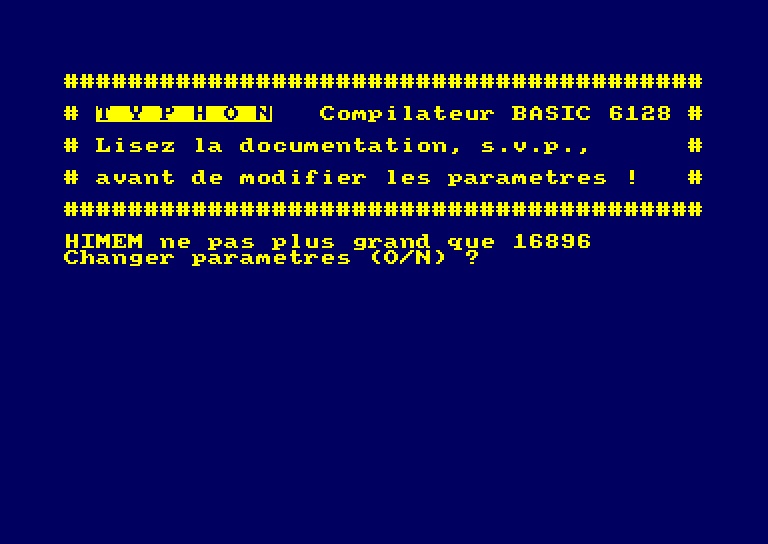 ########################################
# T Y P H O N   Compilateur BASIC 6128 #
# Lisez la documentation, s.v.p.,      #
# avant de modifier les parametres !   #
########################################
HIMEM ne pas plus grand que 16896
Changer parametres (O/N) ?